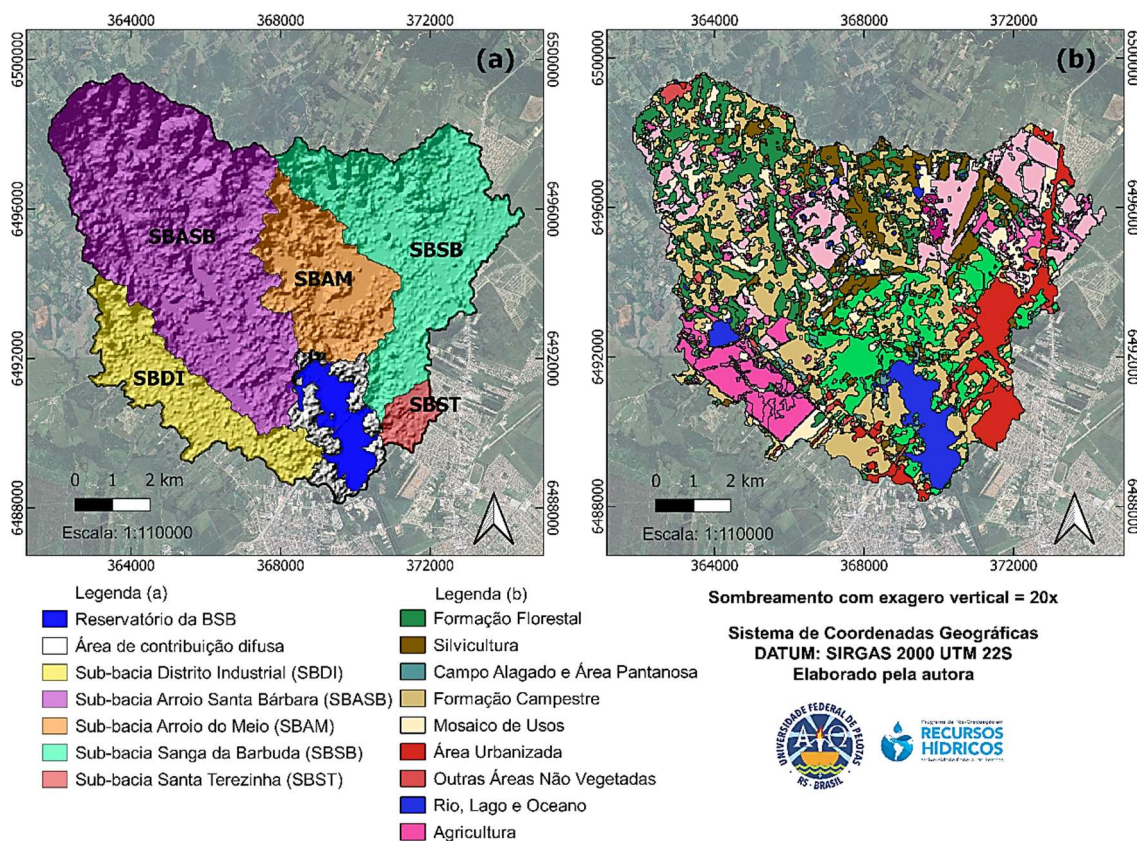 364000 368000 372000
364000 368000 372000
6500000
6496000
6492000
6488000
(a)
SBASB
SBSB
SBAM
SBDI
SBST
0 1 2 km
Escala: 1:110000
6500000
6496000
6492000
6488000
364000 368000 372000
(b)
0 1 2 km
Escala: 1:110000
6500000
6496000
6492000
6488000
364000 368000 372000
Legenda (a)
Reservatório da BSB
Área de contribuição difusa
Sub-bacia Distrito Industrial (SBDI)
Sub-bacia Arroio Santa Bárbara (SBASB)
Sub-bacia Arroio do Meio (SBAM)
Sub-bacia Sanga da Barbuda (SBSB)
Sub-bacia Santa Terezinha (SBST)
Legenda (b)
Formação Florestal
Silvicultura
Campo Alagado e Área Pantanosa
Formação Campestre
Mosaico de Usos
Área Urbanizada
Outras Áreas Não Vegetadas
Rio, Lago e Oceano
Agricultura
Sombreamento com exagero vertical = 20x
Sistema de Coordenadas Geográficas
DATUM: SIRGAS 2000 UTM 22S
Elaborado pela autora
UNIVERSIDADE FEDERAL DE PELOTAS
RS - BRASIL
RECURSOS
HÍDRICOS